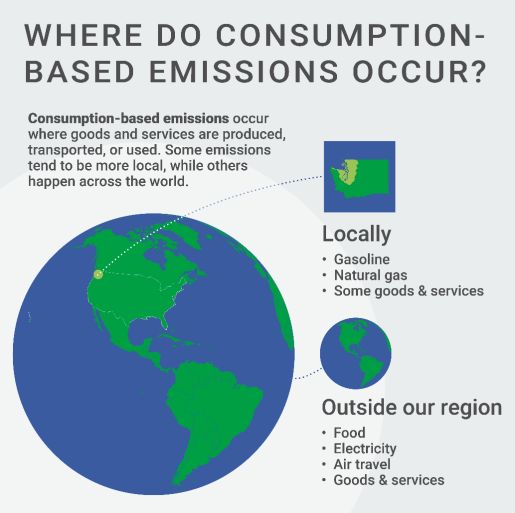 WHERE DO CONSUMPTION-
BASED EMISSIONS OCCUR?
Consumption-based emissions occur
where goods and services are produced,
transported, or used. Some emissions
tend to be more local, while others
happen across the world.
Locally
• Gasoline
• Natural gas
• Some goods & services
Outside our region
• Food
• Electricity
• Air travel
• Goods & services